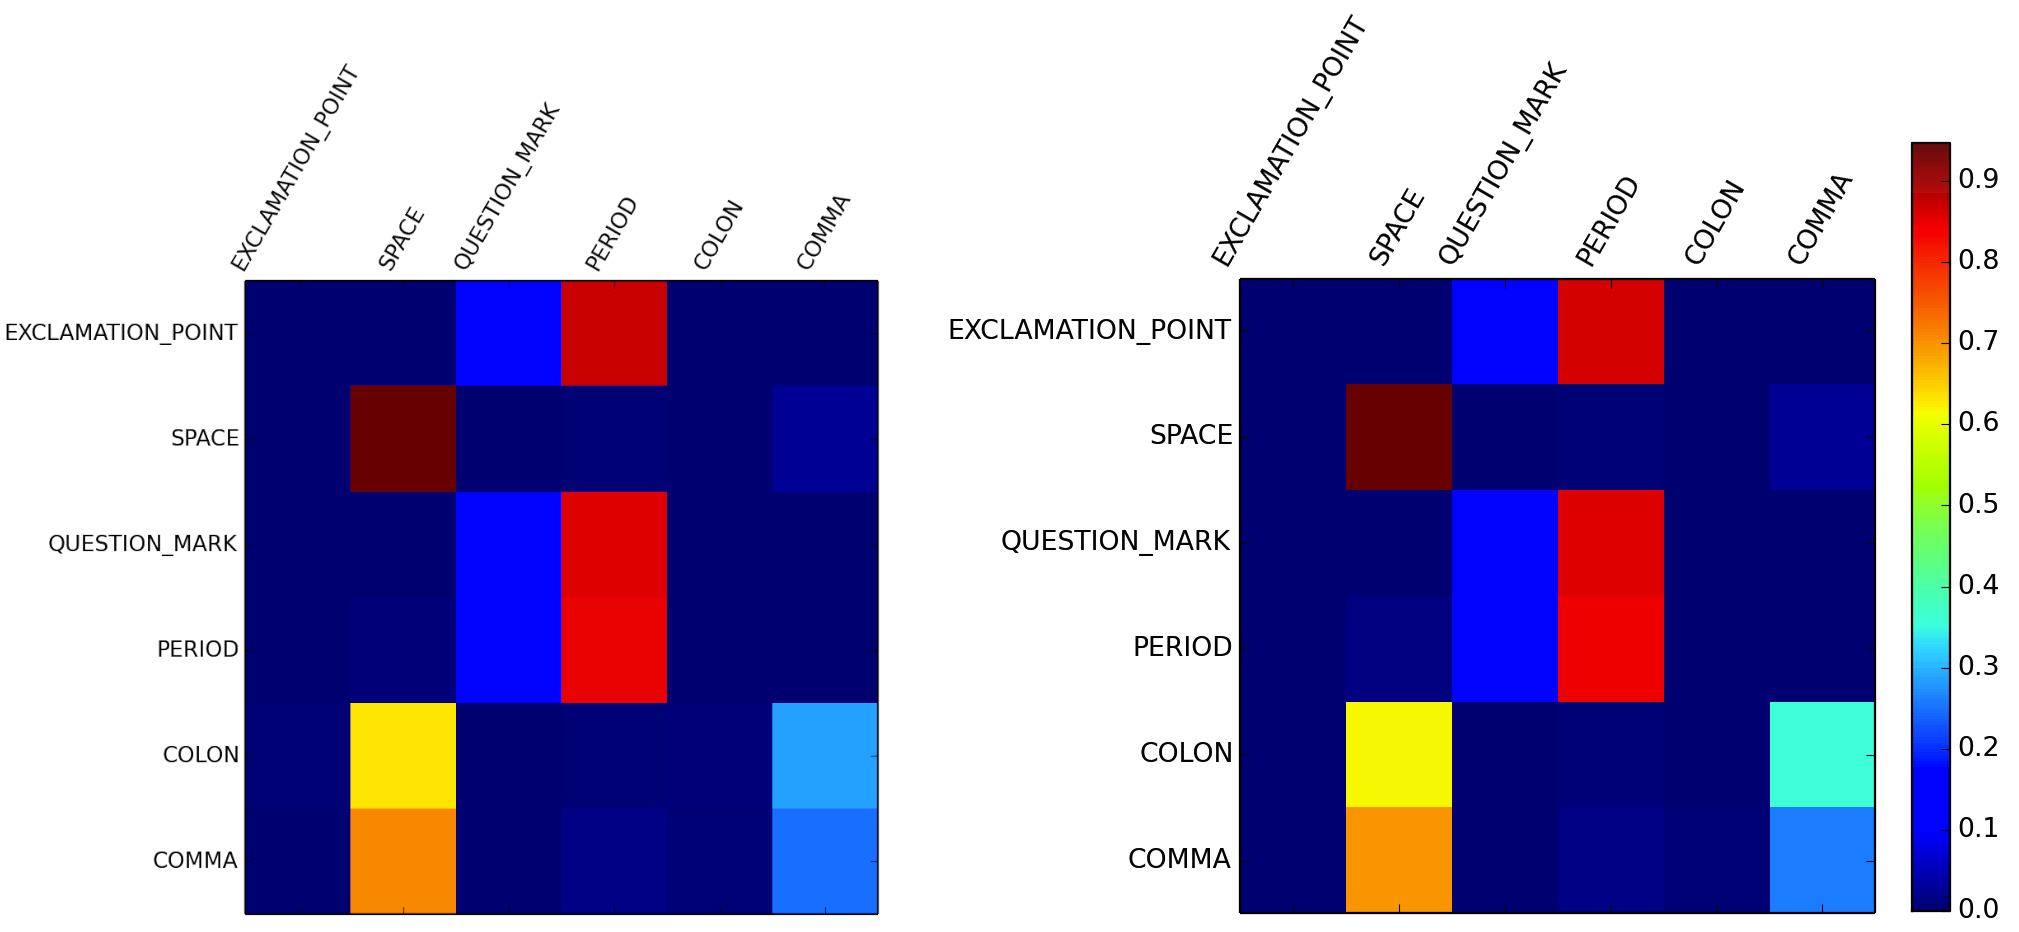 EXCLAMATION_POINT
SPACE
QUESTION_MARK
PERIOD
COLON
COMMA
EXCLAMATION_POINT
SPACE
QUESTION_MARK
PERIOD
COLON
COMMA
EXCLAMATION_POINT
SPACE
QUESTION_MARK
PERIOD
COLON
COMMA
EXCLAMATION_POINT
SPACE
QUESTION_MARK
PERIOD
COLON
COMMA
0.9
0.8
0.7
0.6
0.5
0.4
0.3
0.2
0.1
0.0